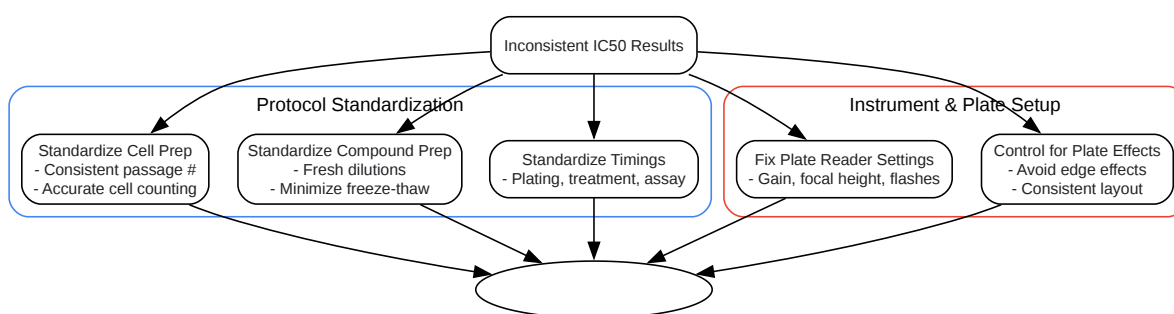 Inconsistent IC50 Results
Protocol Standardization
Instrument & Plate Setup
Standardize Cell Prep
- Consistent passage #
- Accurate cell counting
Standardize Compound Prep
- Fresh dilutions
- Minimize freeze-thaw
Standardize Timings
- Plating, treatment, assay
Fix Plate Reader Settings
- Gain, focal height, flashes
Control for Plate Effects
- Avoid edge effects
- Consistent layout